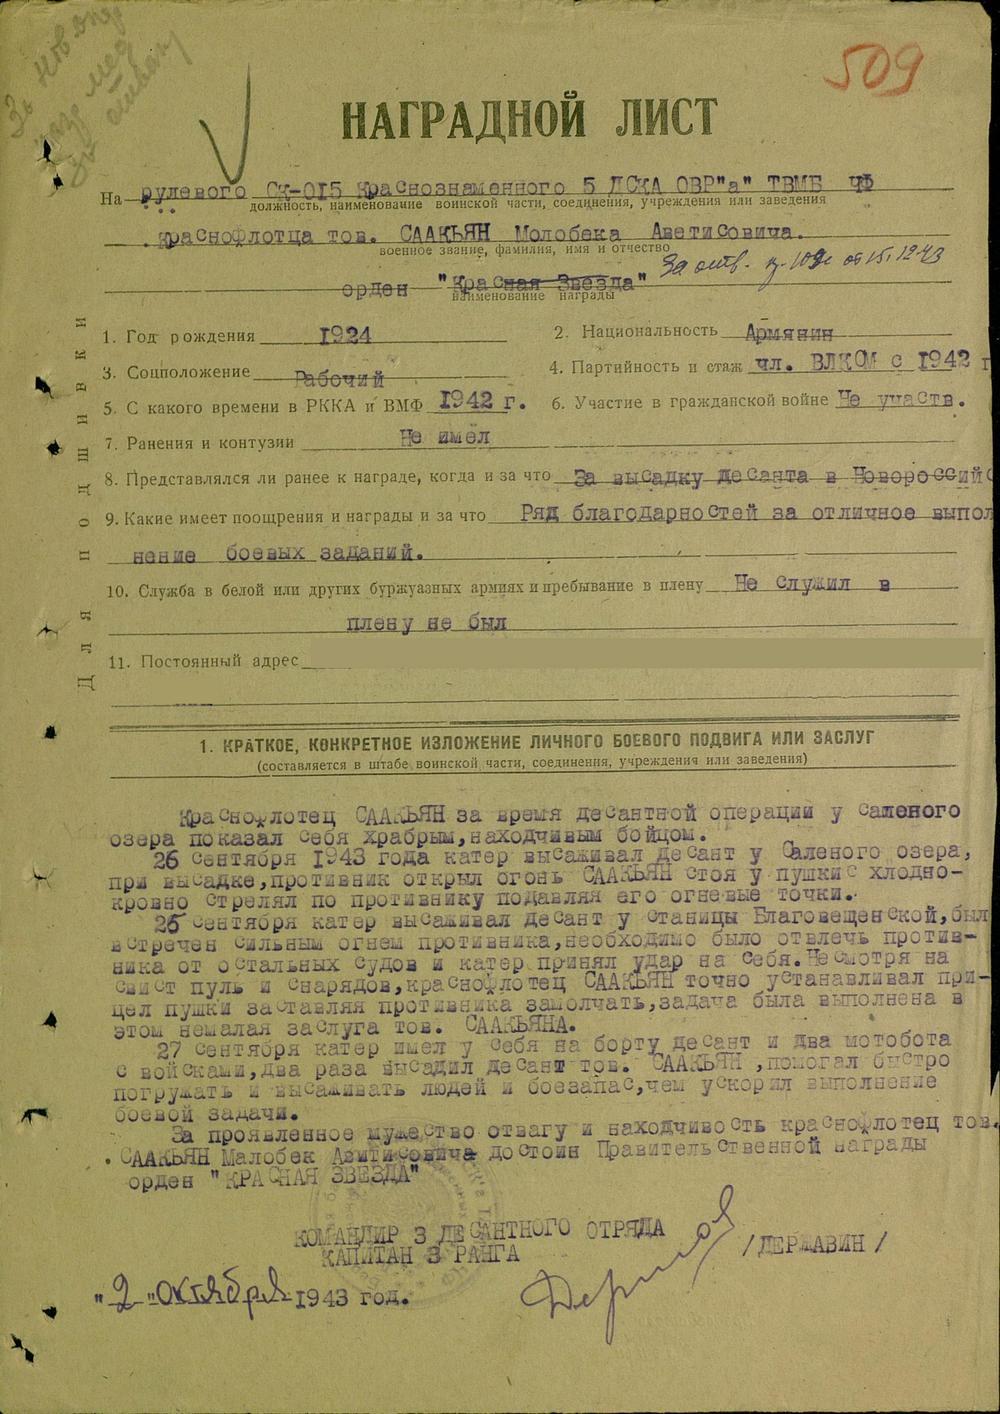 509
НАГРАДНОЙ ЛИСТ
На рулевого СК-015 Краснознаменного 5 ДСКА ОВР"а" ТВМБ ЧФ
должность, наименование воинской части, соединения, учреждения или заведения
краснофлотца тов. СААКЬЯН Молобека Аветисовича.
военное звание, фамилия, имя и отчество
орден "Красная Звезда"
наименование награды
от 15.12.43
Для подшивки
1. Год рождения 1924
2. Национальность Армянин
3. Соцположение Рабочий
4. Партийность и стаж чл. ВЛКСМ с 1942 г
5. С какого времени в РККА и ВМФ 1942 г.
6. Участие в гражданской войне Не участв.
7. Ранения и контузии Не имел
8. Представлялся ли ранее к награде, когда и за что За высадку десанта в Новороссийс
9. Какие имеет поощрения и награды и за что Ряд благодарностей за отличное выпол
нение боевых заданий.
10. Служба в белой или других буржуазных армиях и пребывание в плену Не служил в
плену не был
11. Постоянный адрес
1. КРАТКОЕ, КОНКРЕТНОЕ ИЗЛОЖЕНИЕ ЛИЧНОГО БОЕВОГО ПОДВИГА ИЛИ ЗАСЛУГ
(составляется в штабе воинской части, соединения, учреждения или заведения)
Краснофлотец СААКЬЯН за время десантной операции у Саленого
озера показал себя храбрым,находчивым бойцом.
26 сентября 1943 года катер высаживал десант у Саленого озера,
при высадке,противник открыл огонь СААКЬЯН стоя у пушки с хлодно-
кровно стрелял по противнику подавляя его огневые точки.
26 сентября катер высаживал десант у станицы Благовещенской,был
встречен сильным огнем противника,необходимо было отвлечь против-
ника от остальных судов и катер принял удар на себя.Несмотря на
свист пуль и снарядов,краснофлотец СААКЬЯН точно устанавливал при-
цел пушки заставляя противника замолчать,задача была выполнена в
этом немалая заслуга тов. СААКЬЯНА.
27 сентября катер имел у себя на борту десант и два мотобота
с войсками,два раза высадил десант тов. СААКЬЯН ,помогал быстро
погружать и высаживать людей и боезапас,чем ускорил выполнение
боевой задачи.
За проявленное мужество отвагу и находчивость краснофлотец тов.
СААКЬЯН Малобек Авитисовича достоин Правительственной награды
орден "КРАСНАЯ ЗВЕЗДА"
КОМАНДИР 3 ДЕСАНТНОГО ОТРЯДА
КАПИТАН 3 РАНГА
/ДЕРЖАВИН/
"2" октября 1943 год.